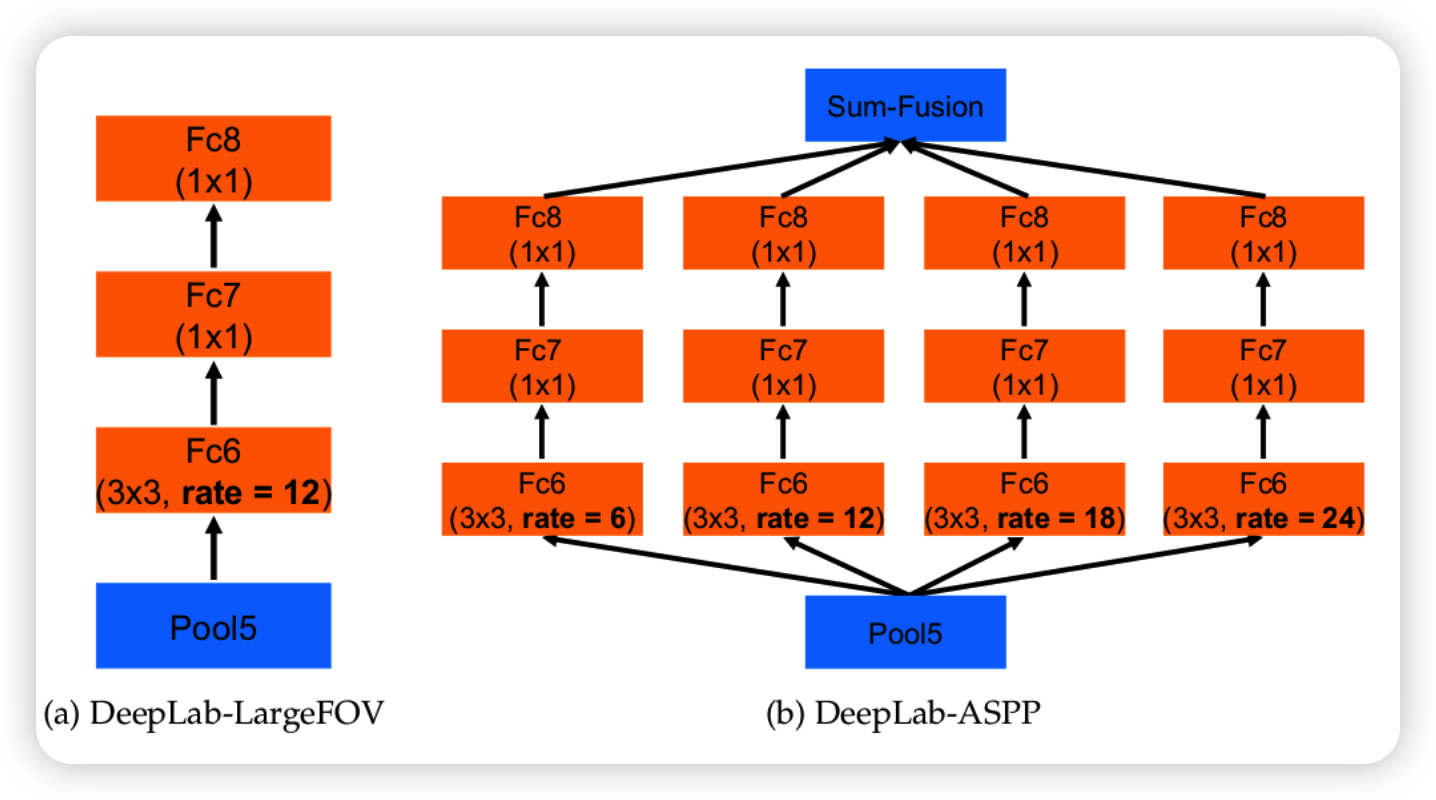 Fc8
(1x1)
Fc7
(1x1)
Fc6
(3x3, rate = 12)
Pool5
(a) DeepLab-LargeFOV
Sum-Fusion
Fc8
(1x1)
Fc8
(1x1)
Fc8
(1x1)
Fc8
(1x1)
Fc7
(1x1)
Fc7
(1x1)
Fc7
(1x1)
Fc7
(1x1)
Fc6
(3x3, rate = 6)
Fc6
(3x3, rate = 12)
Fc6
(3x3, rate = 18)
Fc6
(3x3, rate = 24)
Pool5
(b) DeepLab-ASPP